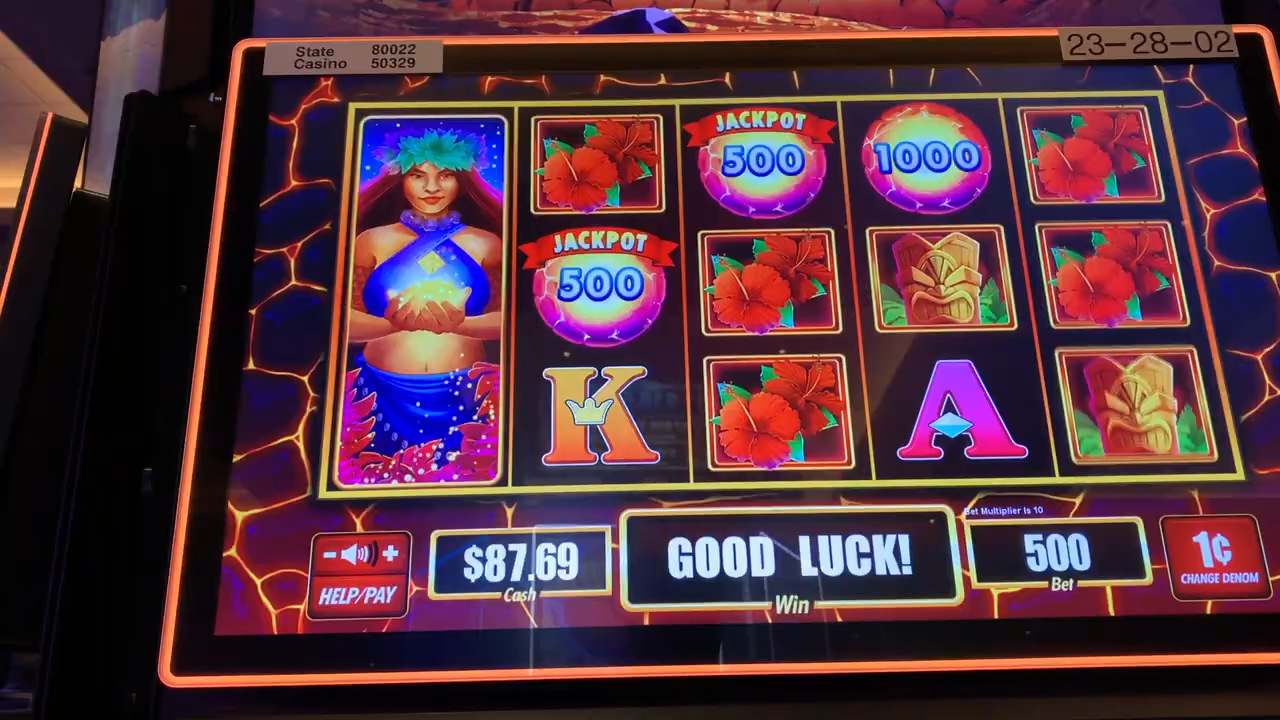 State 80022
Casino 50329
23-28-02
JACKPOT
500
1000
JACKPOT
500
K
A
Bet Multiplier Is 10
- +
HELP/PAY
$87.69
Cash
GOOD LUCK!
Win
500
Bet
1¢
CHANGE DENOM